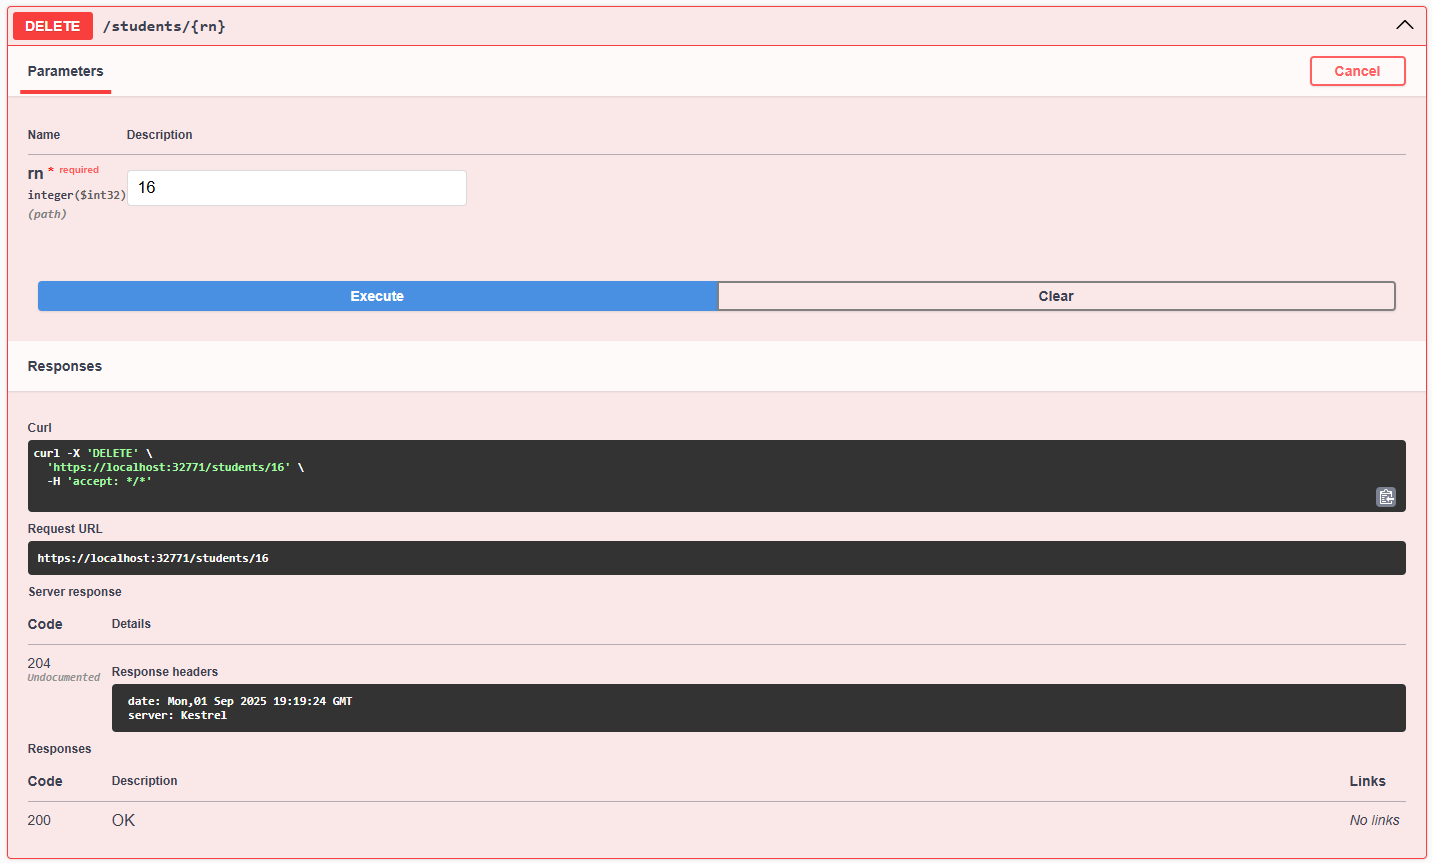 DELETE /students/{rn}
Parameters
Cancel
Name Description
rn * required
integer($int32)
(path)
16
Execute Clear
Responses
Curl
curl -X 'DELETE' \
'https://localhost:32771/students/16' \
-H 'accept: */*'
Request URL
https://localhost:32771/students/16
Server response
Code Details
204
Undocumented
Response headers
date: Mon,01 Sep 2025 19:19:24 GMT
server: Kestrel
Responses
Code Description Links
200 OK No links